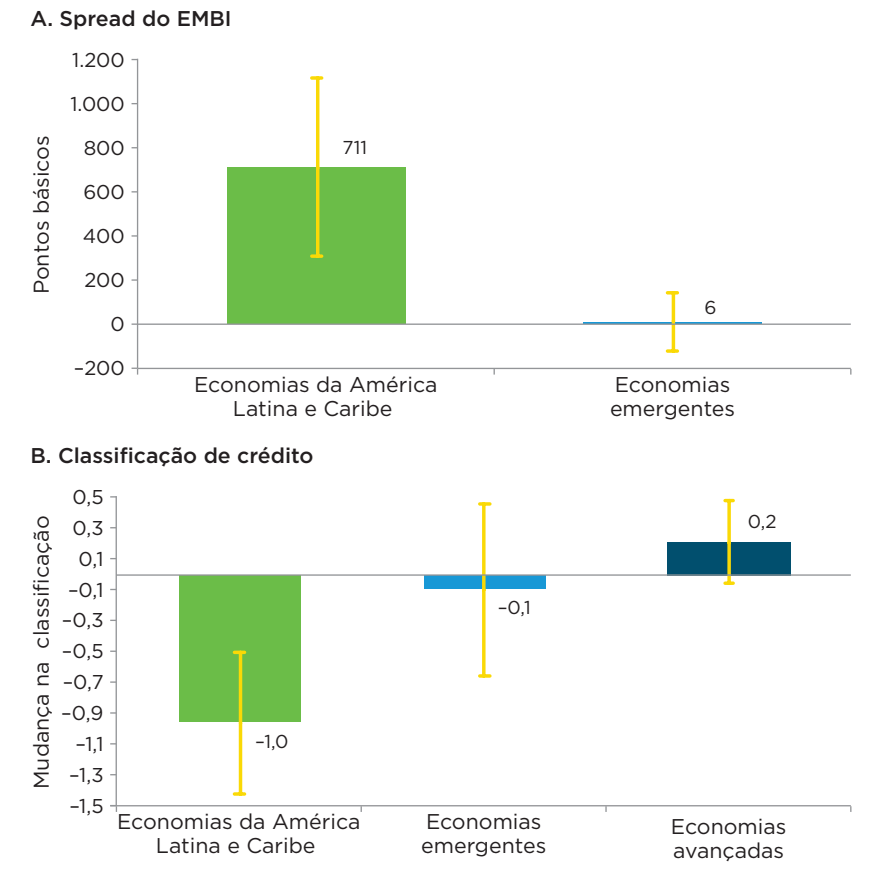 A. Spread do EMBI
Pontos básicos
1.200
1.000
800
600
400
200
0
–200
711
6
Economias da América
Latina e Caribe
Economias
emergentes
B. Classificação de crédito
Mudança na classificação
0,5
0,3
0,1
–0,1
–0,3
–0,5
–0,7
–0,9
–1,1
–1,3
–1,5
–1,0
–0,1
0,2
Economias da América
Latina e Caribe
Economias
emergentes
Economias
avançadas